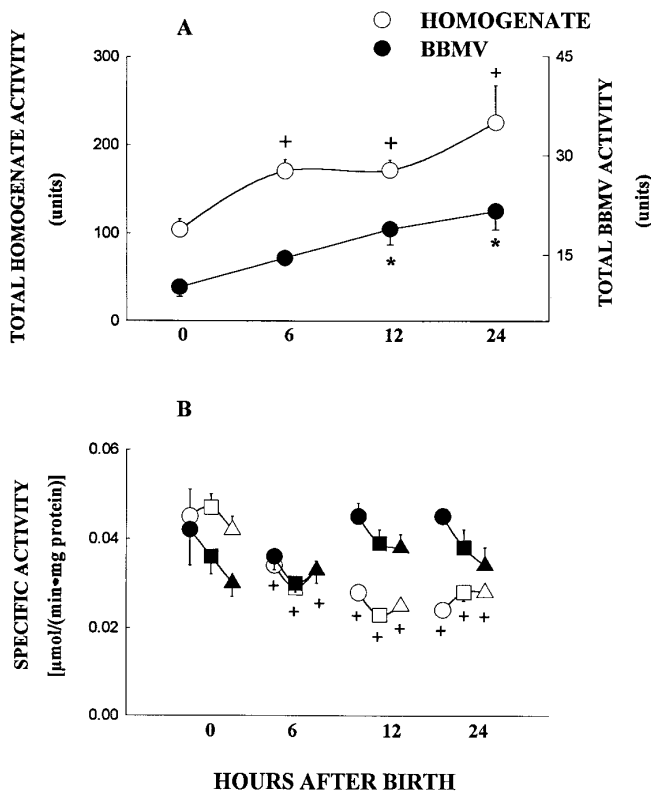 A
HOMOGENATE
BBMV
TOTAL HOMOGENATE ACTIVITY
(units)
300
200
100
0
+
+
+
*
*
45
30
15
TOTAL BBMV ACTIVITY
(units)
0 6 12 24
B
SPECIFIC ACTIVITY
[µmol/(min•mg protein)]
0.06
0.04
0.02
0.00
+ + +
+ + +
+ + +
0 6 12 24
HOURS AFTER BIRTH